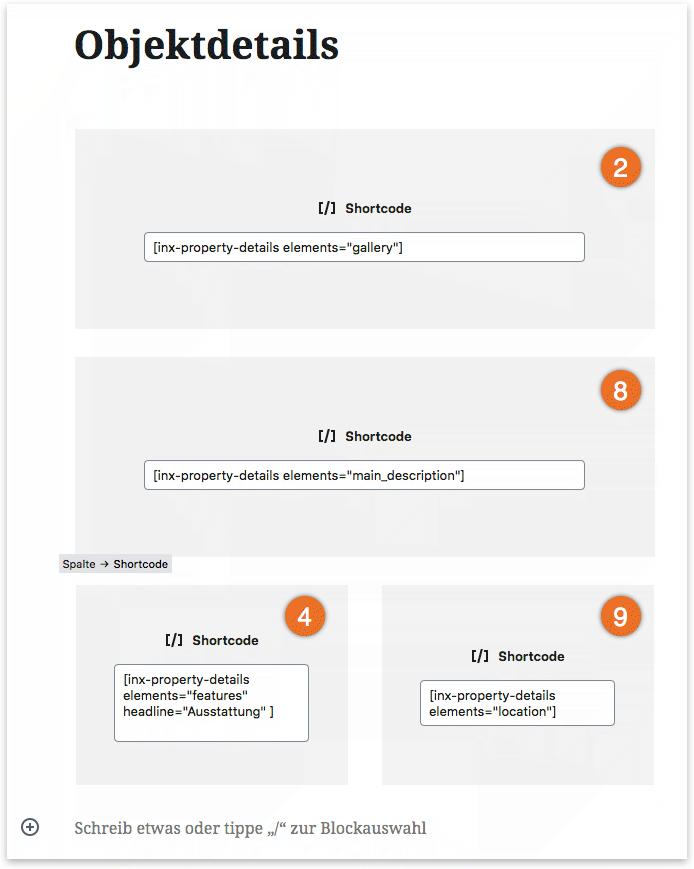 Objektdetails
2
[/] Shortcode
[inx-property-details elements="gallery"]
8
[/] Shortcode
[inx-property-details elements="main_description"]
Spalte → Shortcode
4
[/] Shortcode
[inx-property-details
elements="features"
headline="Ausstattung" ]
9
[/] Shortcode
[inx-property-details
elements="location"]
Schreib etwas oder tippe „/“ zur Blockauswahl